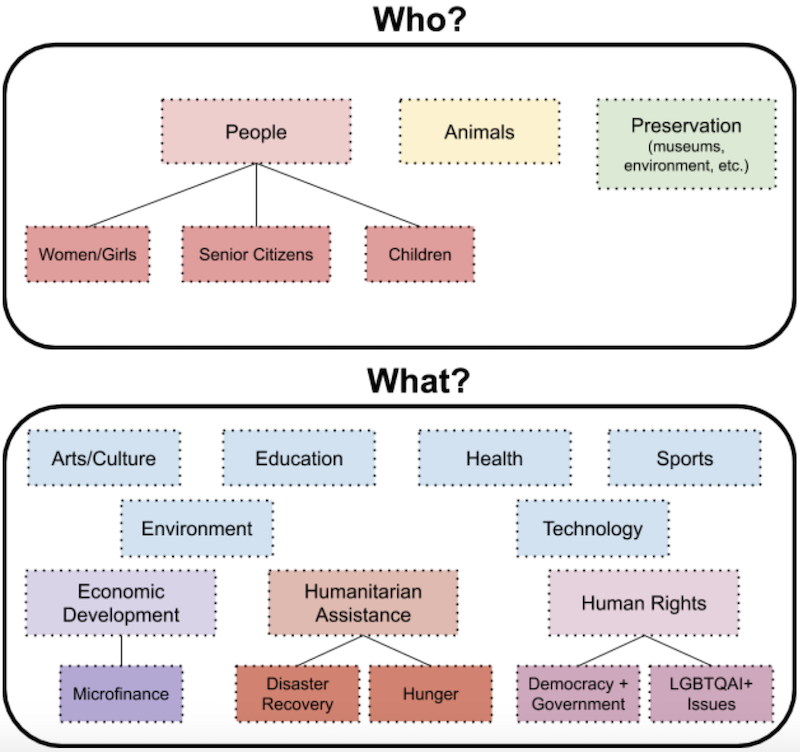 Who?
People
Animals
Preservation
(museums,
environment, etc.)
Women/Girls
Senior Citizens
Children
What?
Arts/Culture
Education
Health
Sports
Environment
Technology
Economic
Development
Humanitarian
Assistance
Human Rights
Microfinance
Disaster
Recovery
Hunger
Democracy +
Government
LGBTQAI+
Issues